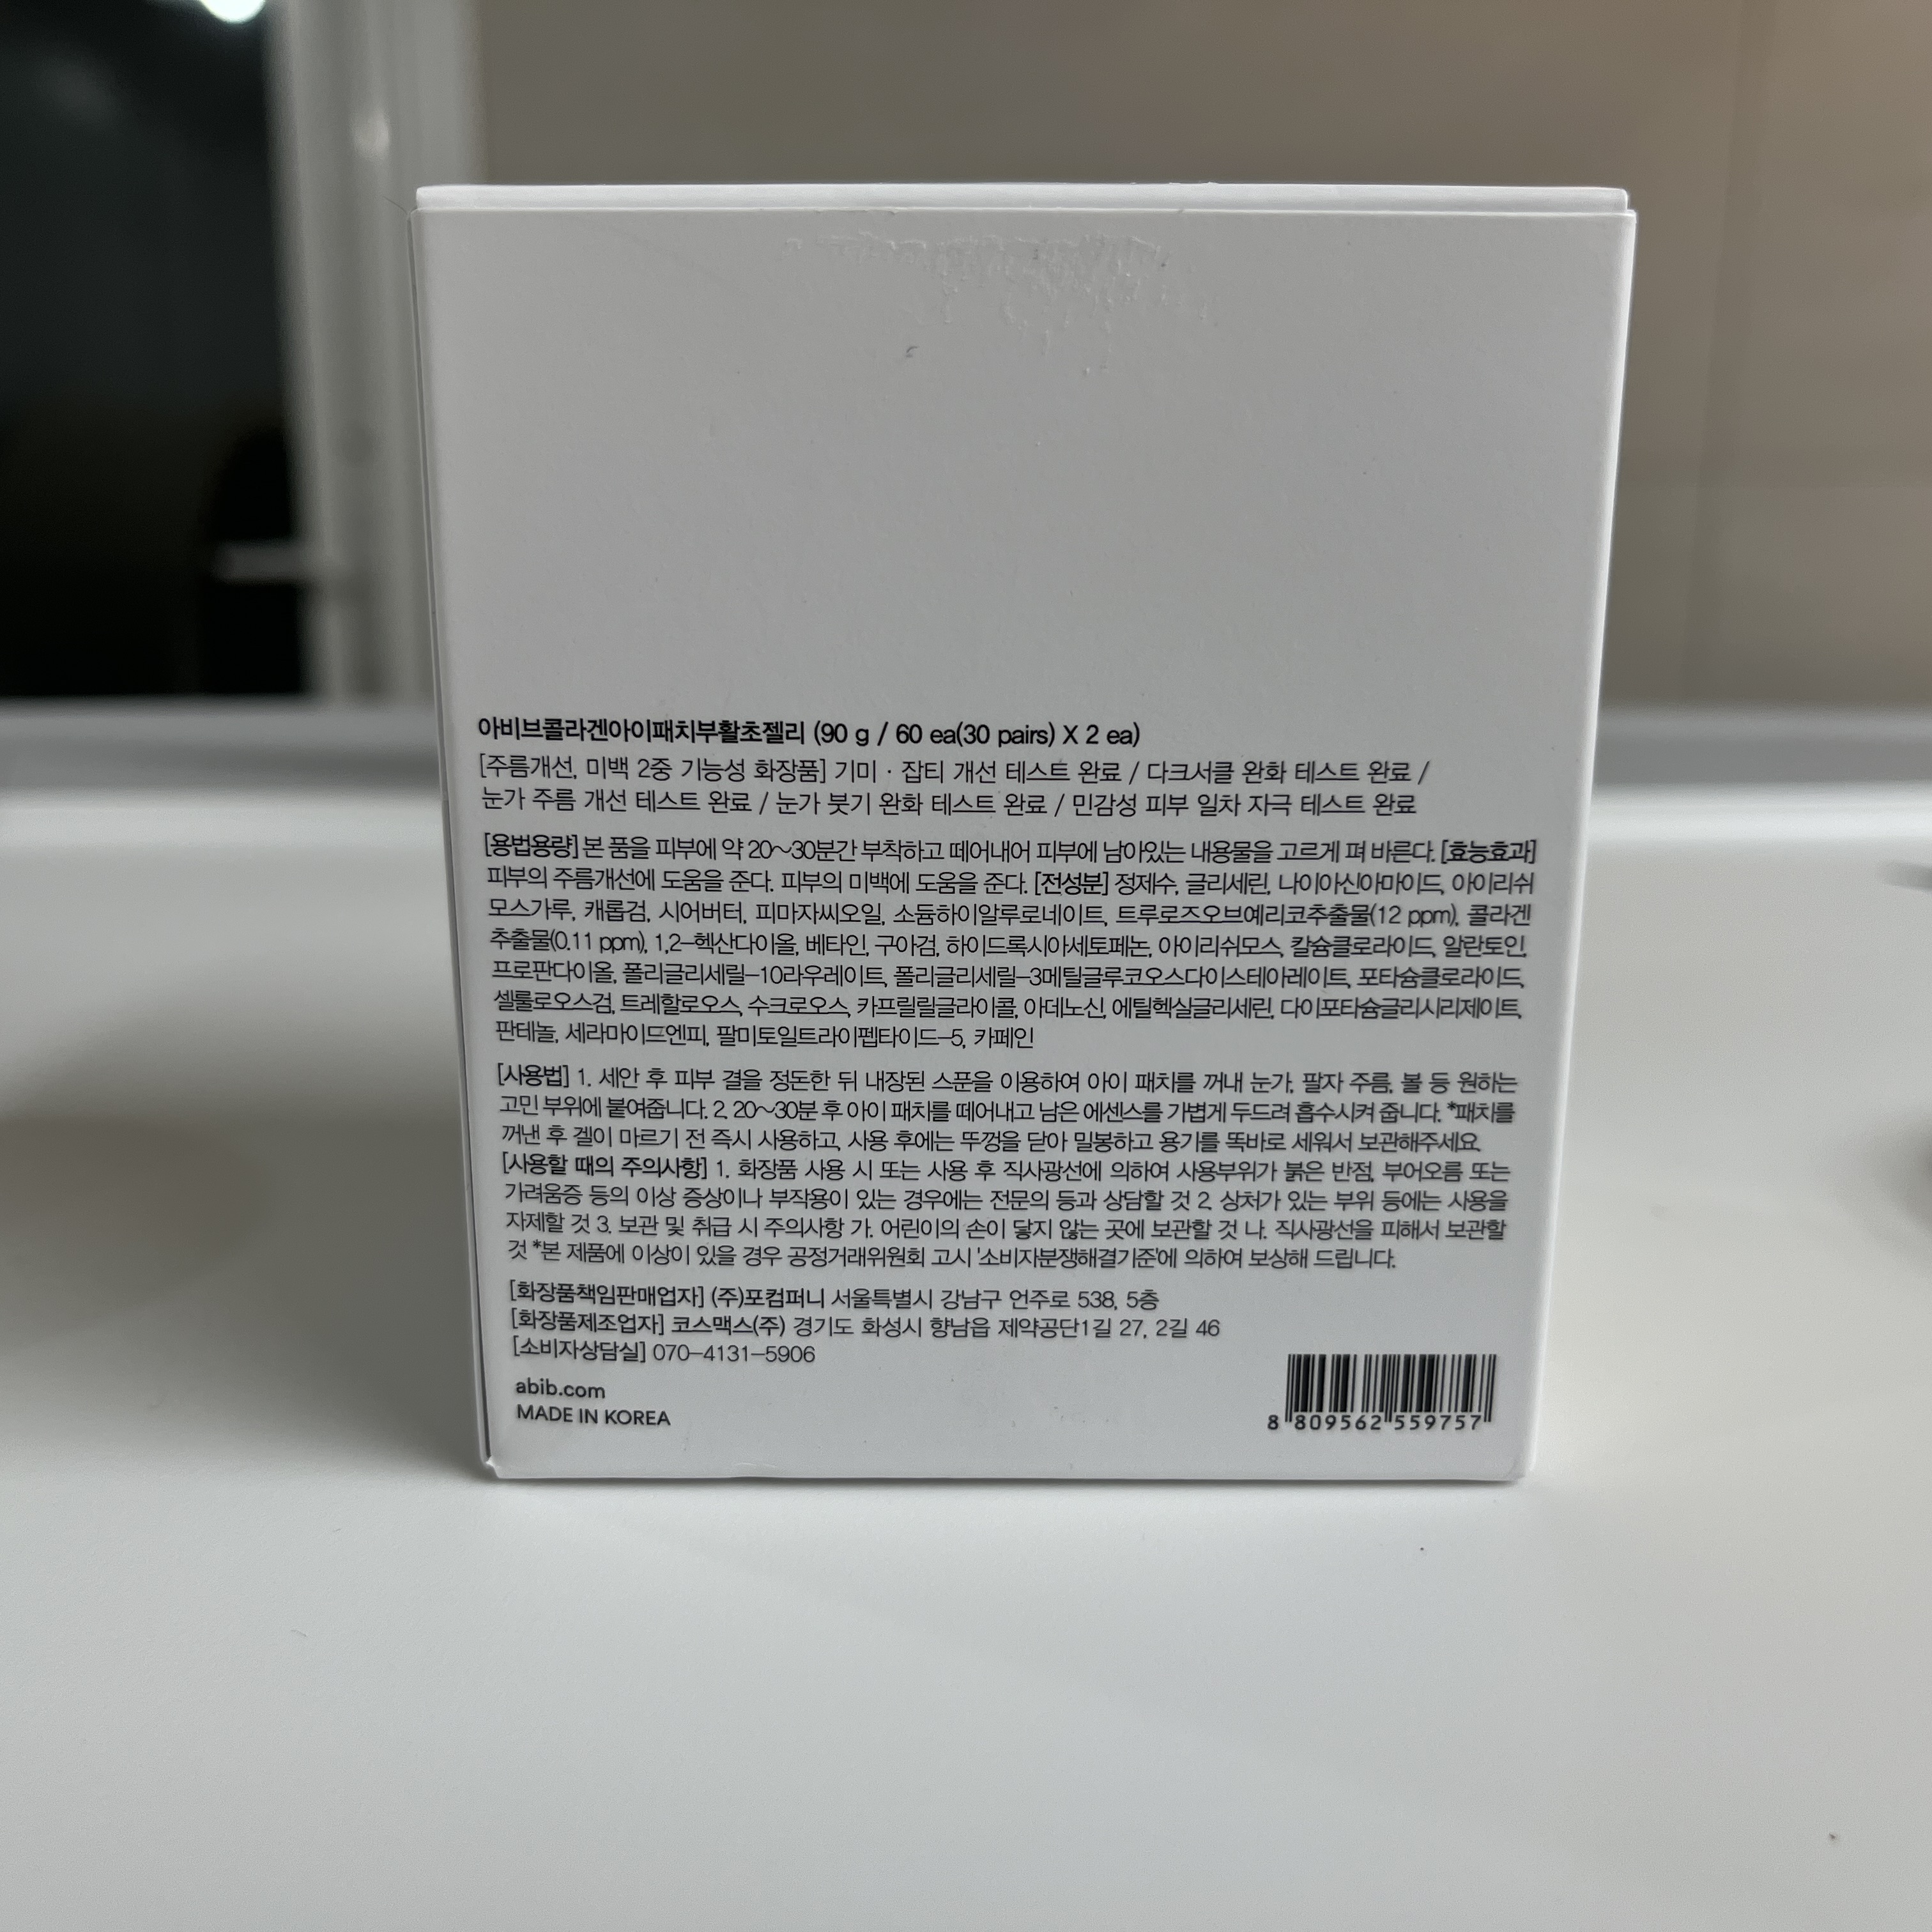 아비브콜라겐아이패치부활초젤리 (90 g / 60 ea(30 pairs) X 2 ea)
[주름개선, 미백 2중 기능성 화장품] 기미 · 잡티 개선 테스트 완료 / 다크서클 완화 테스트 완료 /
눈가 주름 개선 테스트 완료 / 눈가 붓기 완화 테스트 완료 / 민감성 피부 일차 자극 테스트 완료
[용법용량] 본 품을 피부에 약 20~30분간 부착하고 떼어내어 피부에 남아있는 내용물을 고르게 펴 바른다. [효능효과]
피부의 주름개선에 도움을 준다. 피부의 미백에 도움을 준다. [전성분] 정제수, 글리세린, 나이아신아마이드, 아이리쉬
모스가루, 캐롭검, 시어버터, 피마자씨오일, 소듐하이알루로네이트, 트루로즈오브예리코추출물(12 ppm), 콜라겐
추출물(0.11 ppm), 1,2-헥산다이올, 베타인, 구아검, 하이드록시아세토페논, 아이리쉬모스, 칼슘클로라이드, 알란토인,
프로판다이올, 폴리글리세릴-10라우레이트, 폴리글리세릴-3메틸글루코오스다이스테아레이트, 포타슘클로라이드,
셀룰로오스검, 트레할로오스, 수크로오스, 카프릴릴글라이콜, 아데노신, 에틸헥실글리세린, 다이포타슘글리시리제이트,
판테놀, 세라마이드엔피, 팔미토일트라이펩타이드-5, 카페인
[사용법] 1. 세안 후 피부 결을 정돈한 뒤 내장된 스푼을 이용하여 아이 패치를 꺼내 눈가, 팔자 주름, 볼 등 원하는
고민 부위에 붙여줍니다. 2. 20~30분 후 아이 패치를 떼어내고 남은 에센스를 가볍게 두드려 흡수시켜 줍니다. *패치를
꺼낸 후 겔이 마르기 전 즉시 사용하고, 사용 후에는 뚜껑을 닫아 밀봉하고 용기를 똑바로 세워서 보관해주세요.
[사용할 때의 주의사항] 1. 화장품 사용 시 또는 사용 후 직사광선에 의하여 사용부위가 붉은 반점, 부어오름 또는
가려움증 등의 이상 증상이나 부작용이 있는 경우에는 전문의 등과 상담할 것 2. 상처가 있는 부위 등에는 사용을
자제할 것 3. 보관 및 취급 시 주의사항 가. 어린이의 손이 닿지 않는 곳에 보관할 것 나. 직사광선을 피해서 보관할
것 *본 제품에 이상이 있을 경우 공정거래위원회 고시 '소비자분쟁해결기준'에 의하여 보상해 드립니다.
[화장품책임판매업자] (주)포컴퍼니 서울특별시 강남구 언주로 538, 5층
[화장품제조업자] 코스맥스(주) 경기도 화성시 향남읍 제약공단1길 27, 2길 46
[소비자상담실] 070-4131-5906
abib.com
MADE IN KOREA
8 809562 559757